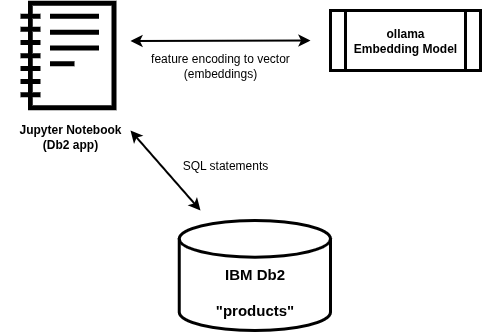 ollama
Embedding Model
feature encoding to vector
(embeddings)
Jupyter Notebook
(Db2 app)
SQL statements
IBM Db2
"products"